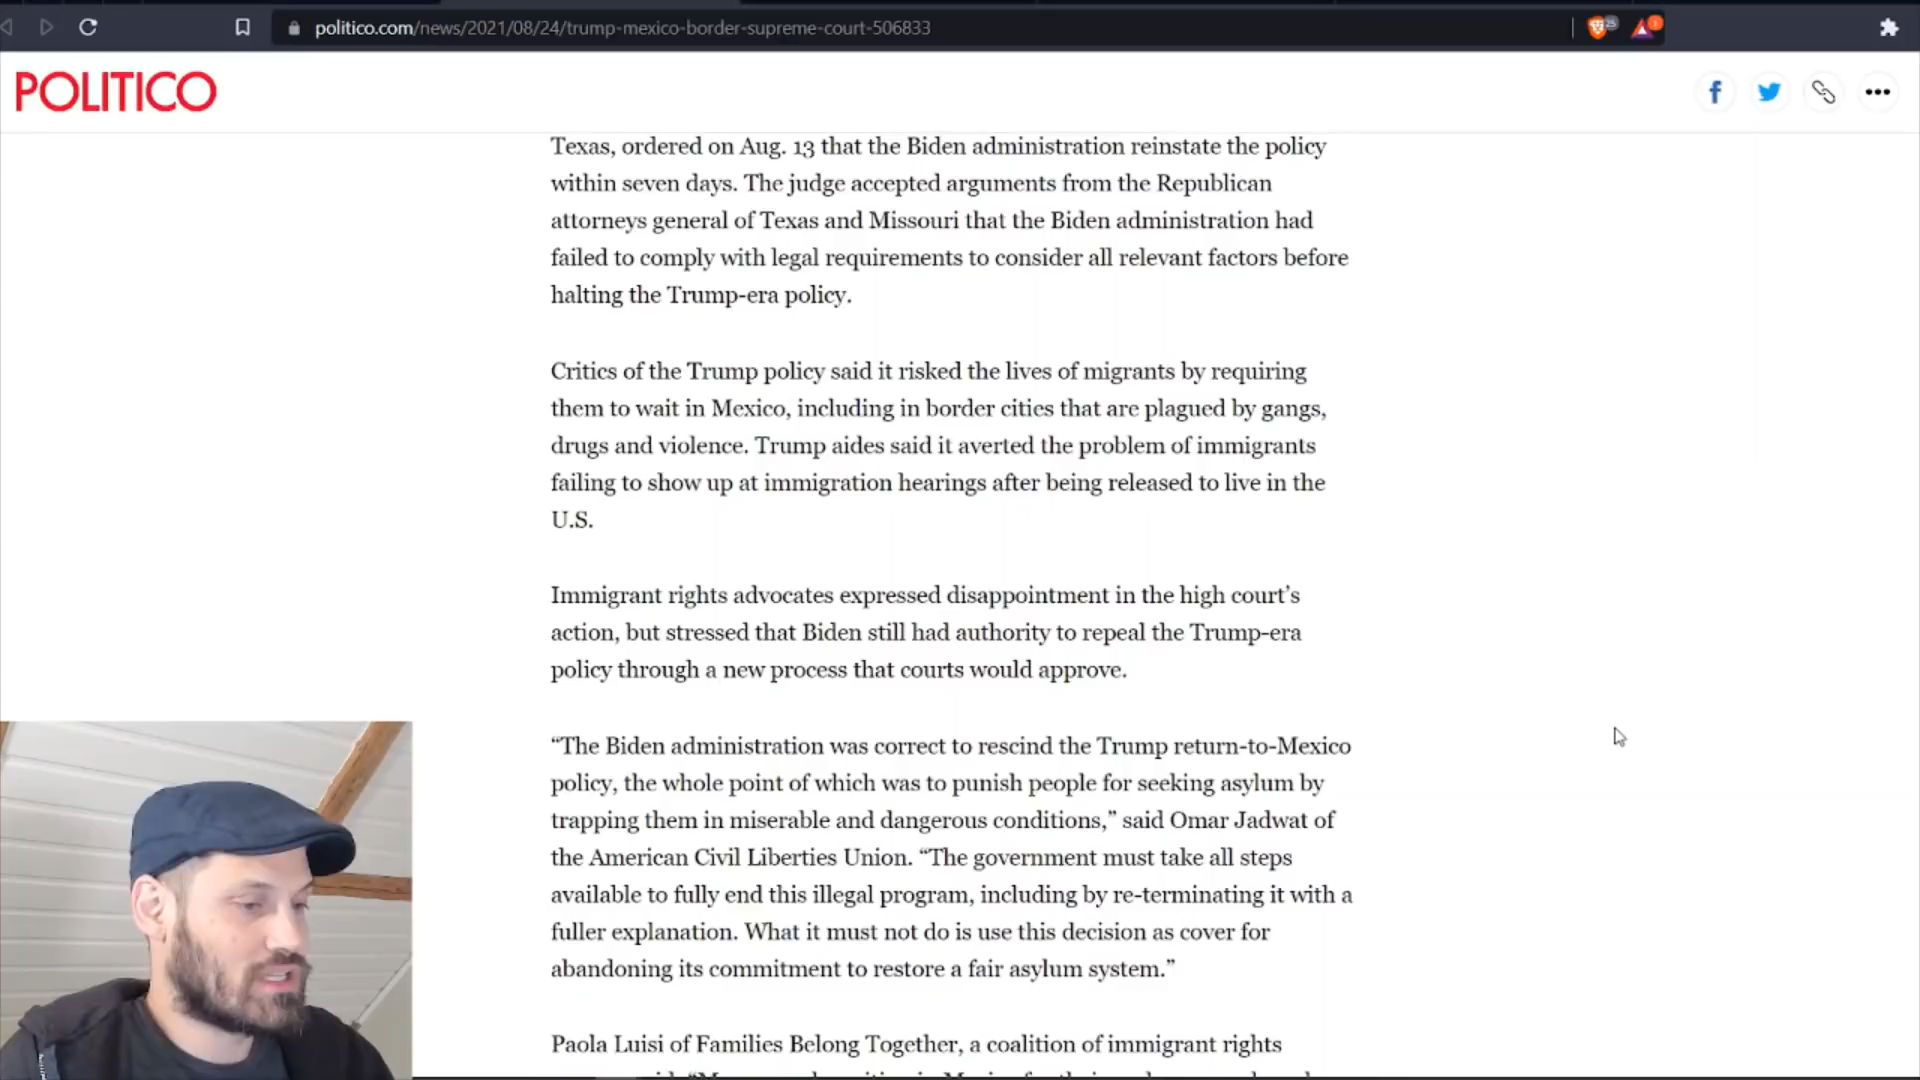 politico.com/news/2021/08/24/trump-mexico-border-supreme-court-506833
POLITICO
Texas, ordered on Aug. 13 that the Biden administration reinstate the policy
within seven days. The judge accepted arguments from the Republican
attorneys general of Texas and Missouri that the Biden administration had
failed to comply with legal requirements to consider all relevant factors before
halting the Trump-era policy.
Critics of the Trump policy said it risked the lives of migrants by requiring
them to wait in Mexico, including in border cities that are plagued by gangs,
drugs and violence. Trump aides said it averted the problem of immigrants
failing to show up at immigration hearings after being released to live in the
U.S.
Immigrant rights advocates expressed disappointment in the high court’s
action, but stressed that Biden still had authority to repeal the Trump-era
policy through a new process that courts would approve.
“The Biden administration was correct to rescind the Trump return-to-Mexico
policy, the whole point of which was to punish people for seeking asylum by
trapping them in miserable and dangerous conditions,” said Omar Jadwat of
the American Civil Liberties Union. “The government must take all steps
available to fully end this illegal program, including by re-terminating it with a
fuller explanation. What it must not do is use this decision as cover for
abandoning its commitment to restore a fair asylum system.”
Paola Luisi of Families Belong Together, a coalition of immigrant rights